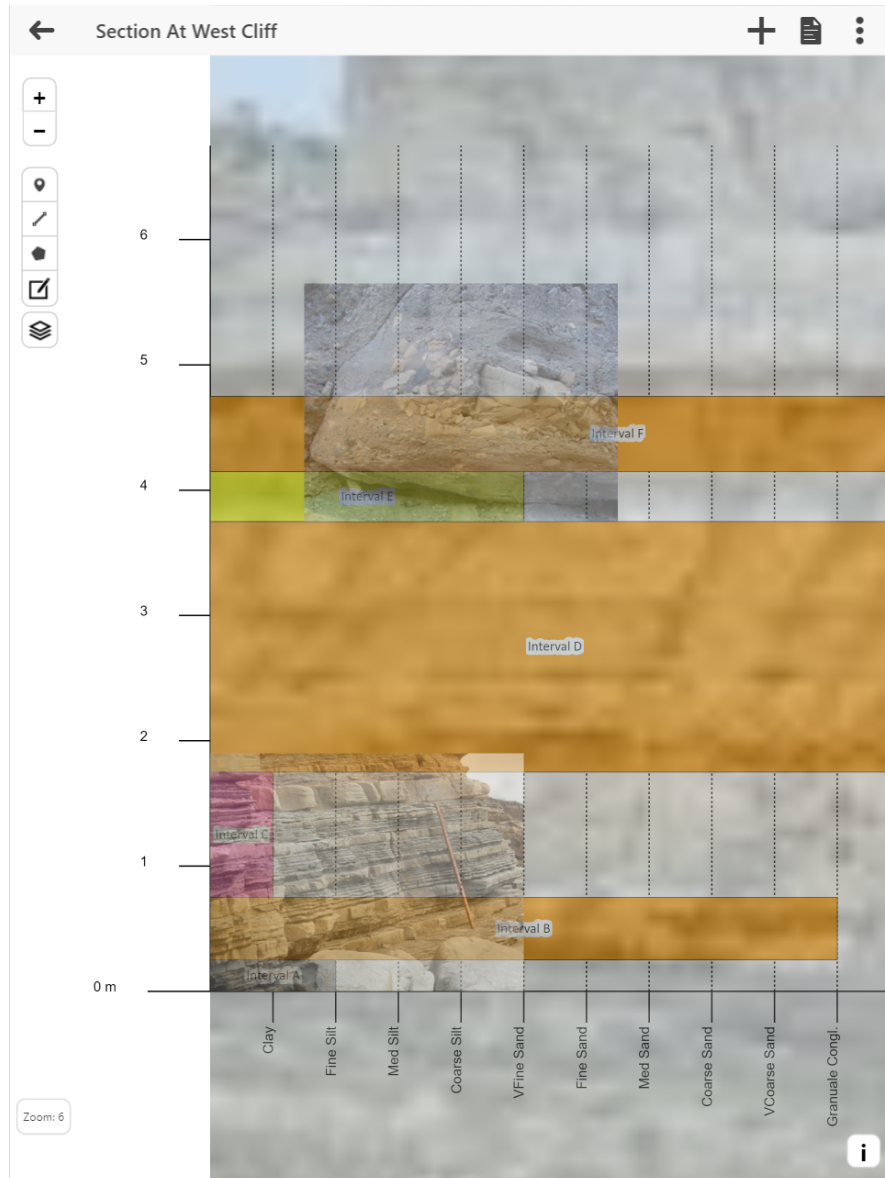 Section At West Cliff
+
−
6
5
Interval F
4
Interval E
3
Interval D
2
Interval C
1
Interval B
Interval A
0 m
Clay
Fine Silt
Med Silt
Coarse Silt
VFine Sand
Fine Sand
Med Sand
Coarse Sand
VCoarse Sand
Granuale Congl.
Zoom: 6
i